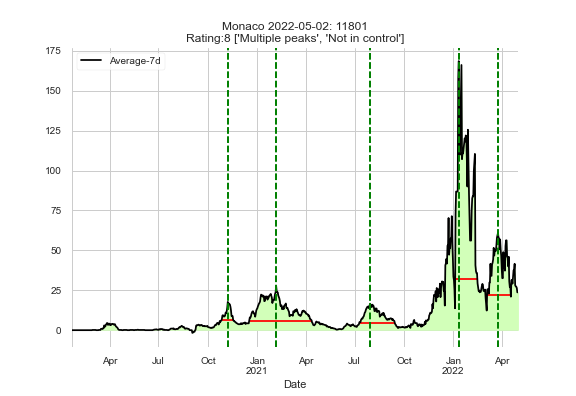 Monaco 2022-05-02: 11801
Rating:8 ['Multiple peaks', 'Not in control']
Average-7d
175
150
125
100
75
50
25
0
Apr Jul Oct Jan Apr Jul Oct Jan Apr
2021 2022
Date